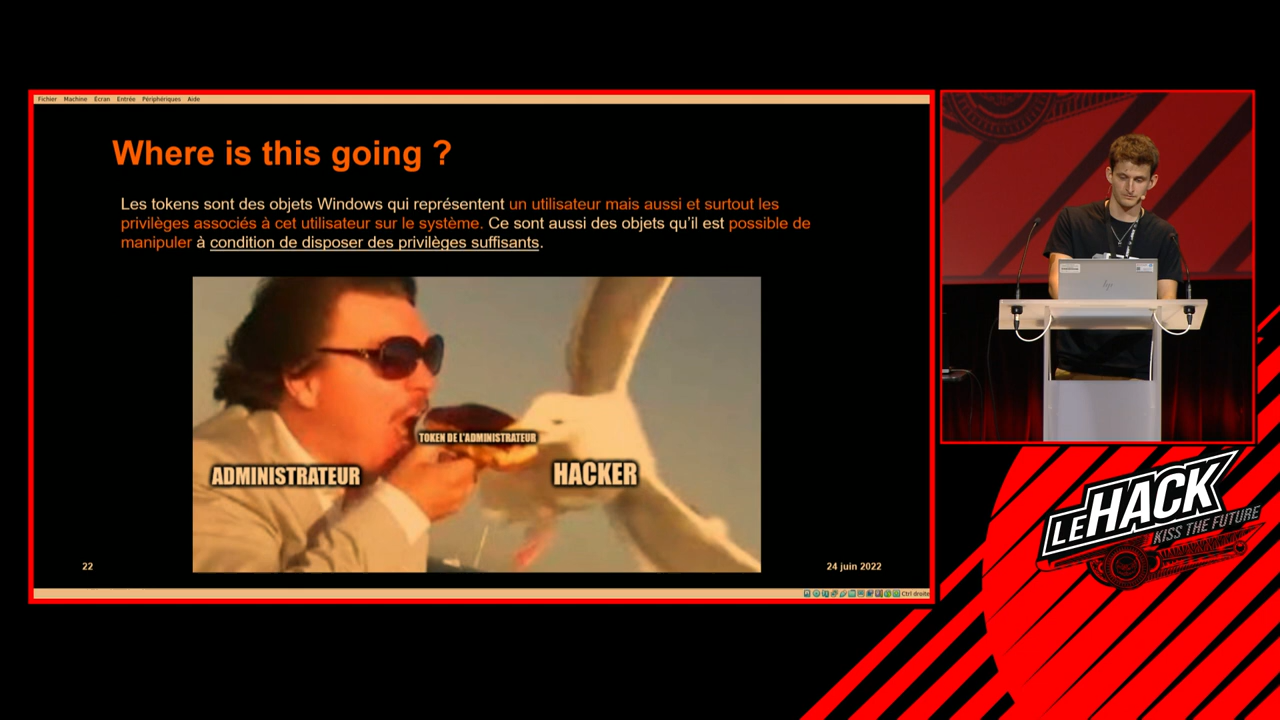 Fichier Machine Écran Entrée Périphériques Aide
Where is this going ?
Les tokens sont des objets Windows qui représentent un utilisateur mais aussi et surtout les
privilèges associés à cet utilisateur sur le système. Ce sont aussi des objets qu'il est possible de
manipuler à condition de disposer des privilèges suffisants.
TOKEN DE L'ADMINISTRATEUR
ADMINISTRATEUR
HACKER
22
24 juin 2022
Ctrl droite
hp
LEHACK
KISS THE FUTURE